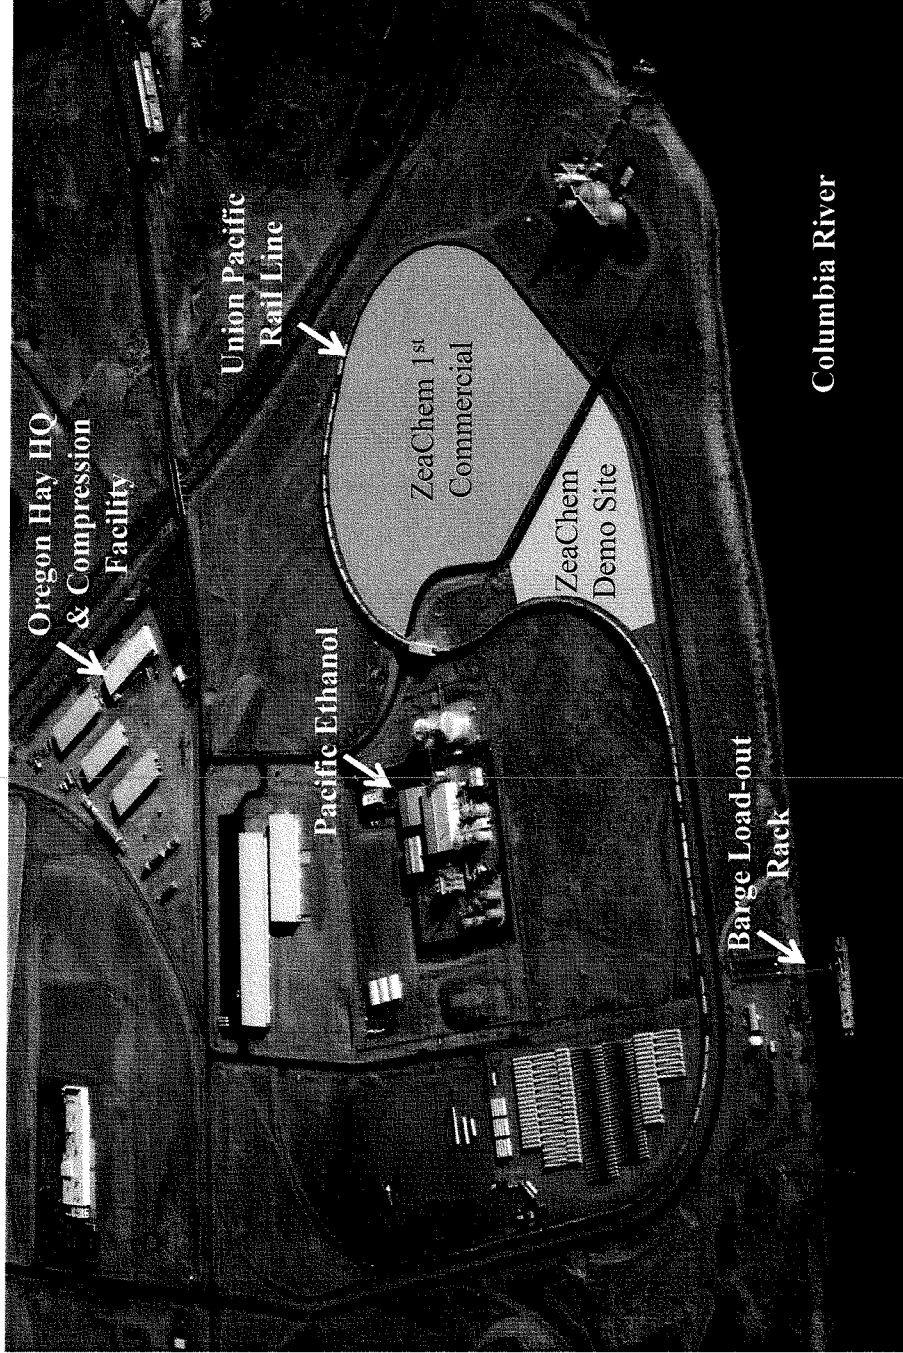 Oregon Hay HQ
& Compression
Facility
Union Pacific
Rail Line
ZeaChem 1st
Commercial
ZeaChem
Demo Site
Pacific Ethanol
Barge Load-out
Rack
Columbia River